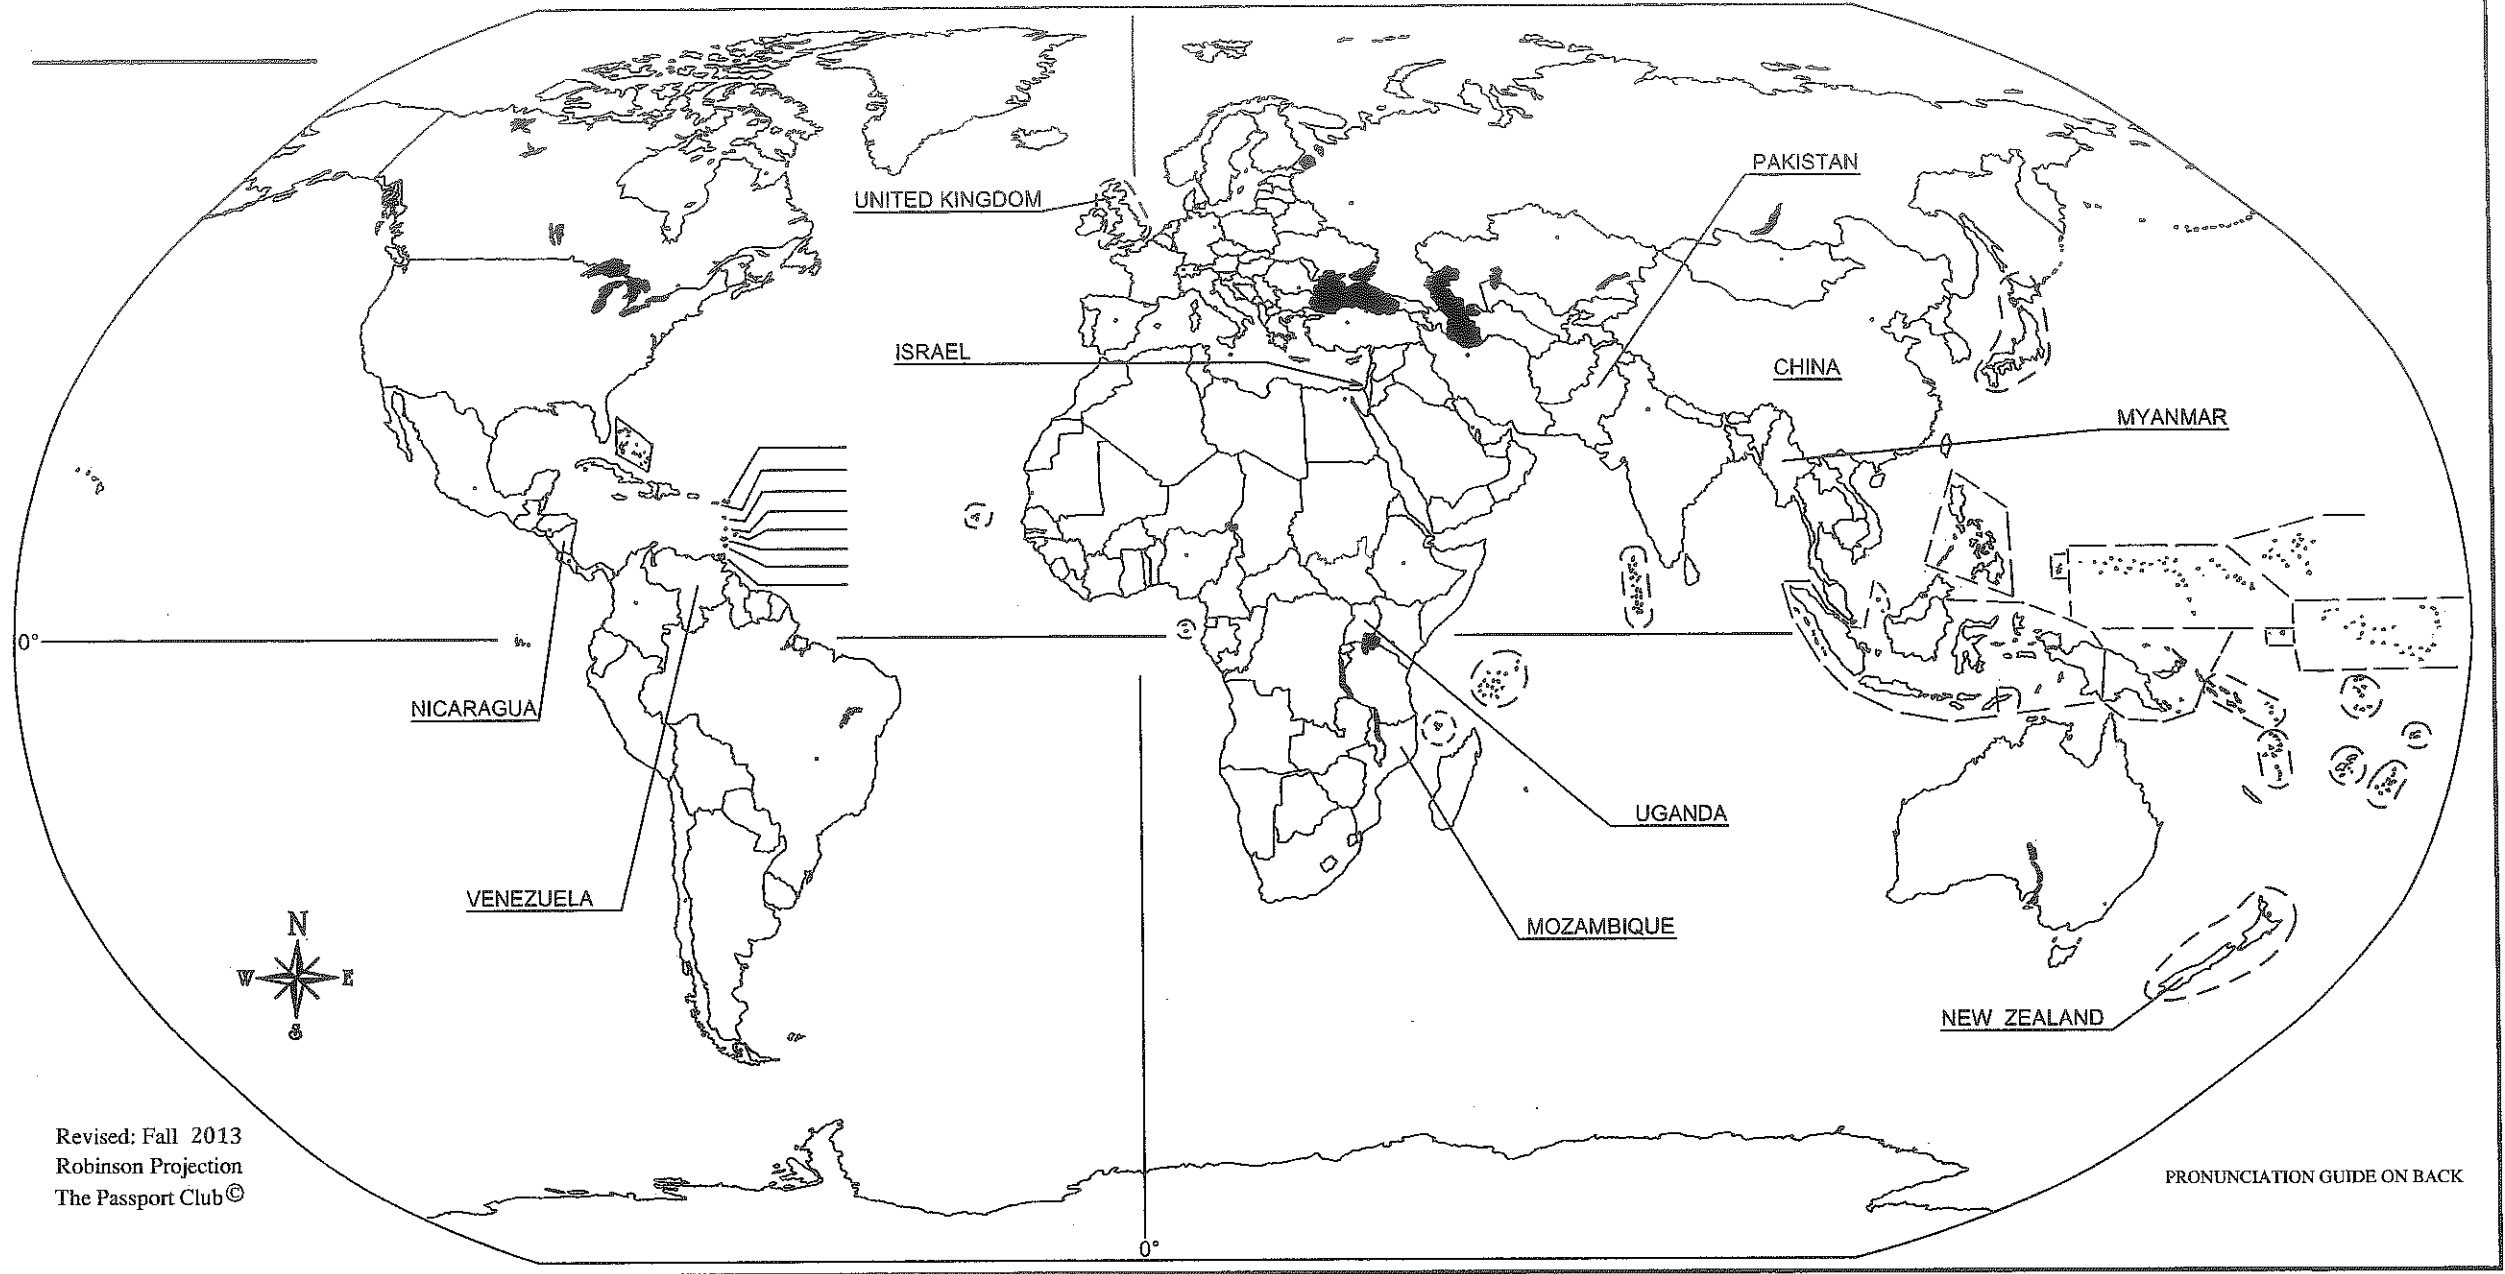 PAKISTAN
UNITED KINGDOM
ISRAEL
CHINA
MYANMAR
0°
NICARAGUA
UGANDA
VENEZUELA
N
MOZAMBIQUE
W E
S
NEW ZEALAND
Revised: Fall 2013
Robinson Projection
The Passport Club©
PRONUNCIATION GUIDE ON BACK
0°